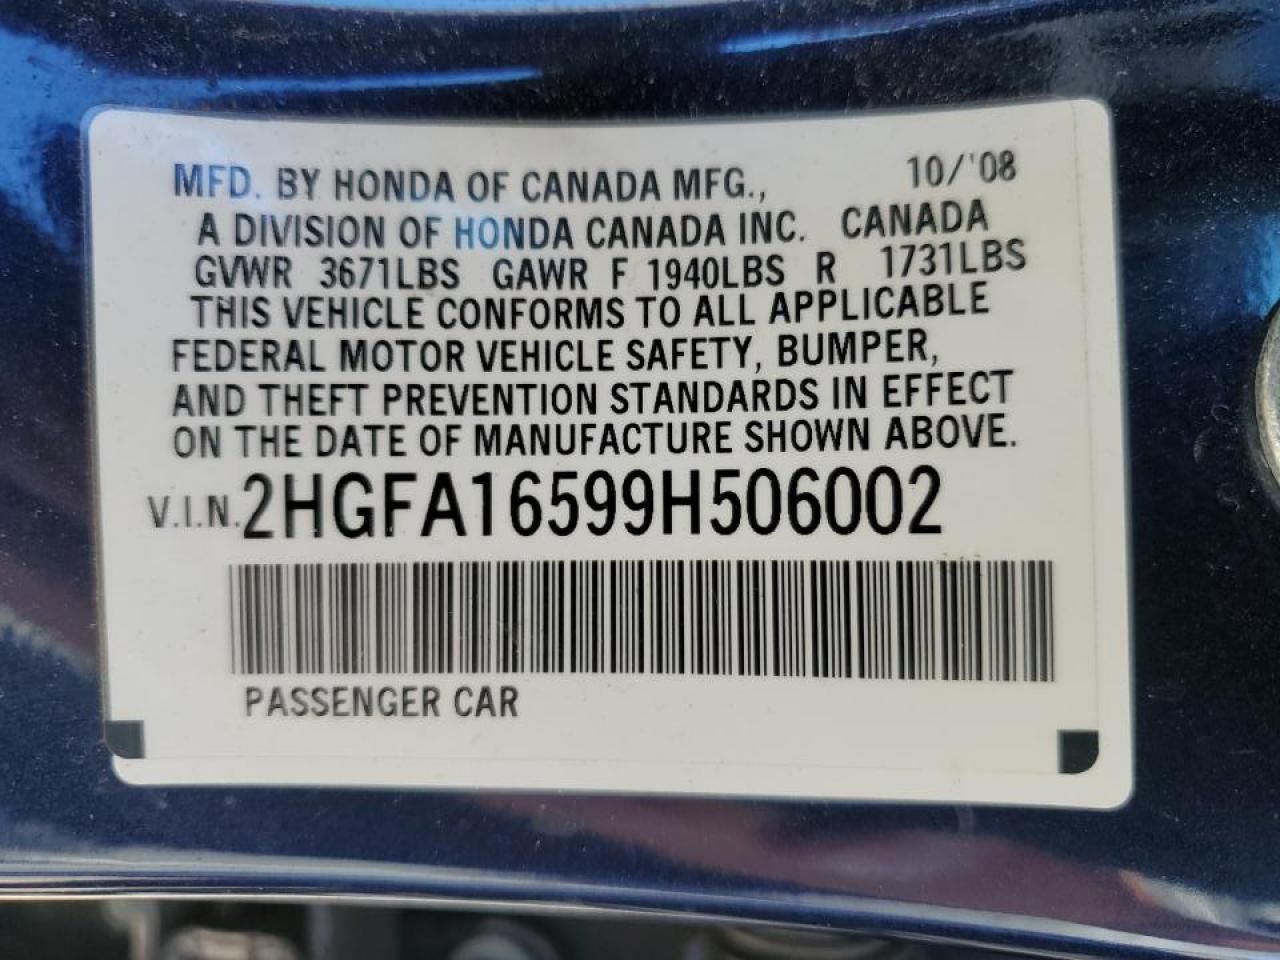 MFD. BY HONDA OF CANADA MFG., 10/'08
A DIVISION OF HONDA CANADA INC. CANADA
GVWR 3671LBS GAWR F 1940LBS R 1731LBS
THIS VEHICLE CONFORMS TO ALL APPLICABLE
FEDERAL MOTOR VEHICLE SAFETY, BUMPER,
AND THEFT PREVENTION STANDARDS IN EFFECT
ON THE DATE OF MANUFACTURE SHOWN ABOVE.
V.I.N. 2HGFA16599H506002
PASSENGER CAR